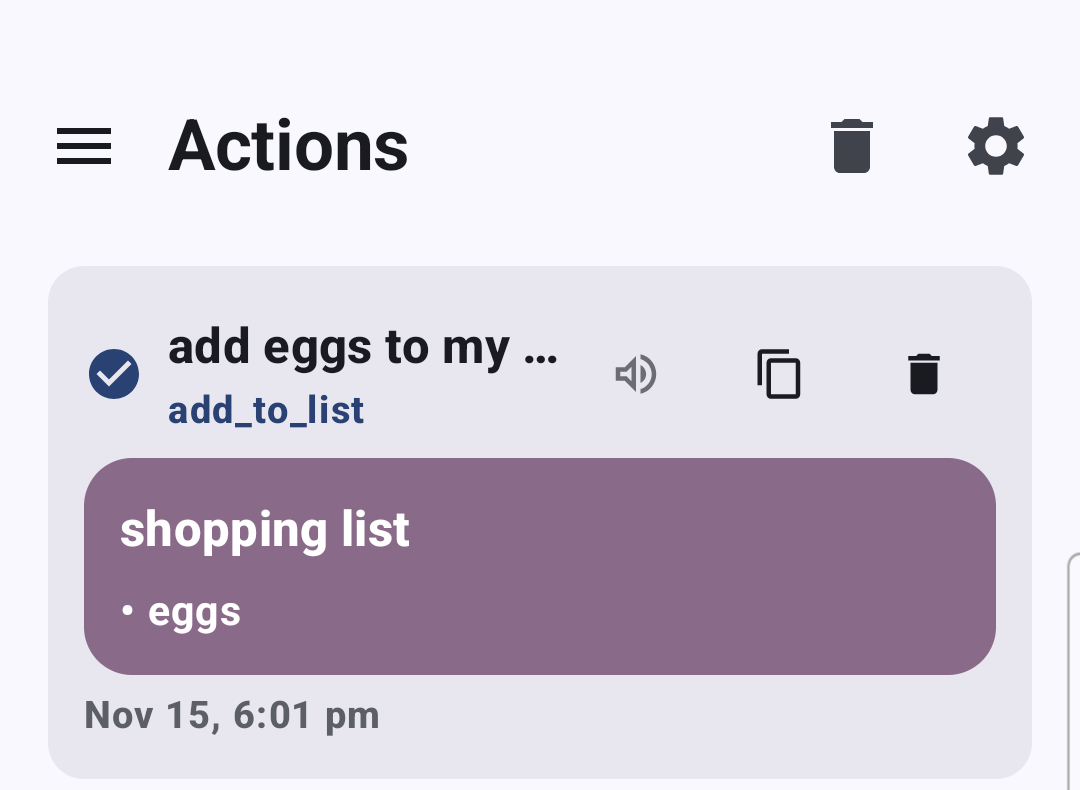 Actions
add eggs to my ...
add_to_list
shopping list
• eggs
Nov 15, 6:01 pm